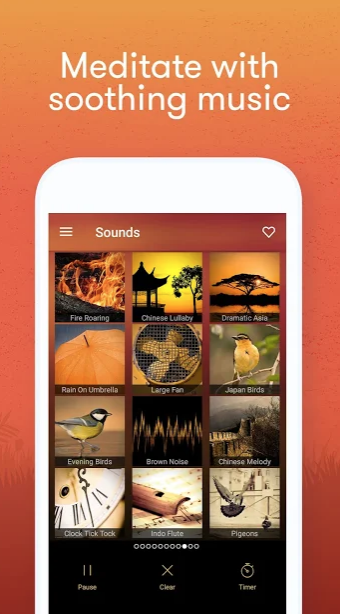 Meditate with
soothing music
Sounds
Fire Roaring
Chinese Lullaby
Dramatic Asia
Rain On Umbrella
Large Fan
Japan Birds
Evening Birds
Brown Noise
Chinese Melody
Clock Tick Tock
Indo Flute
Pigeons
Pause
Clear
Timer